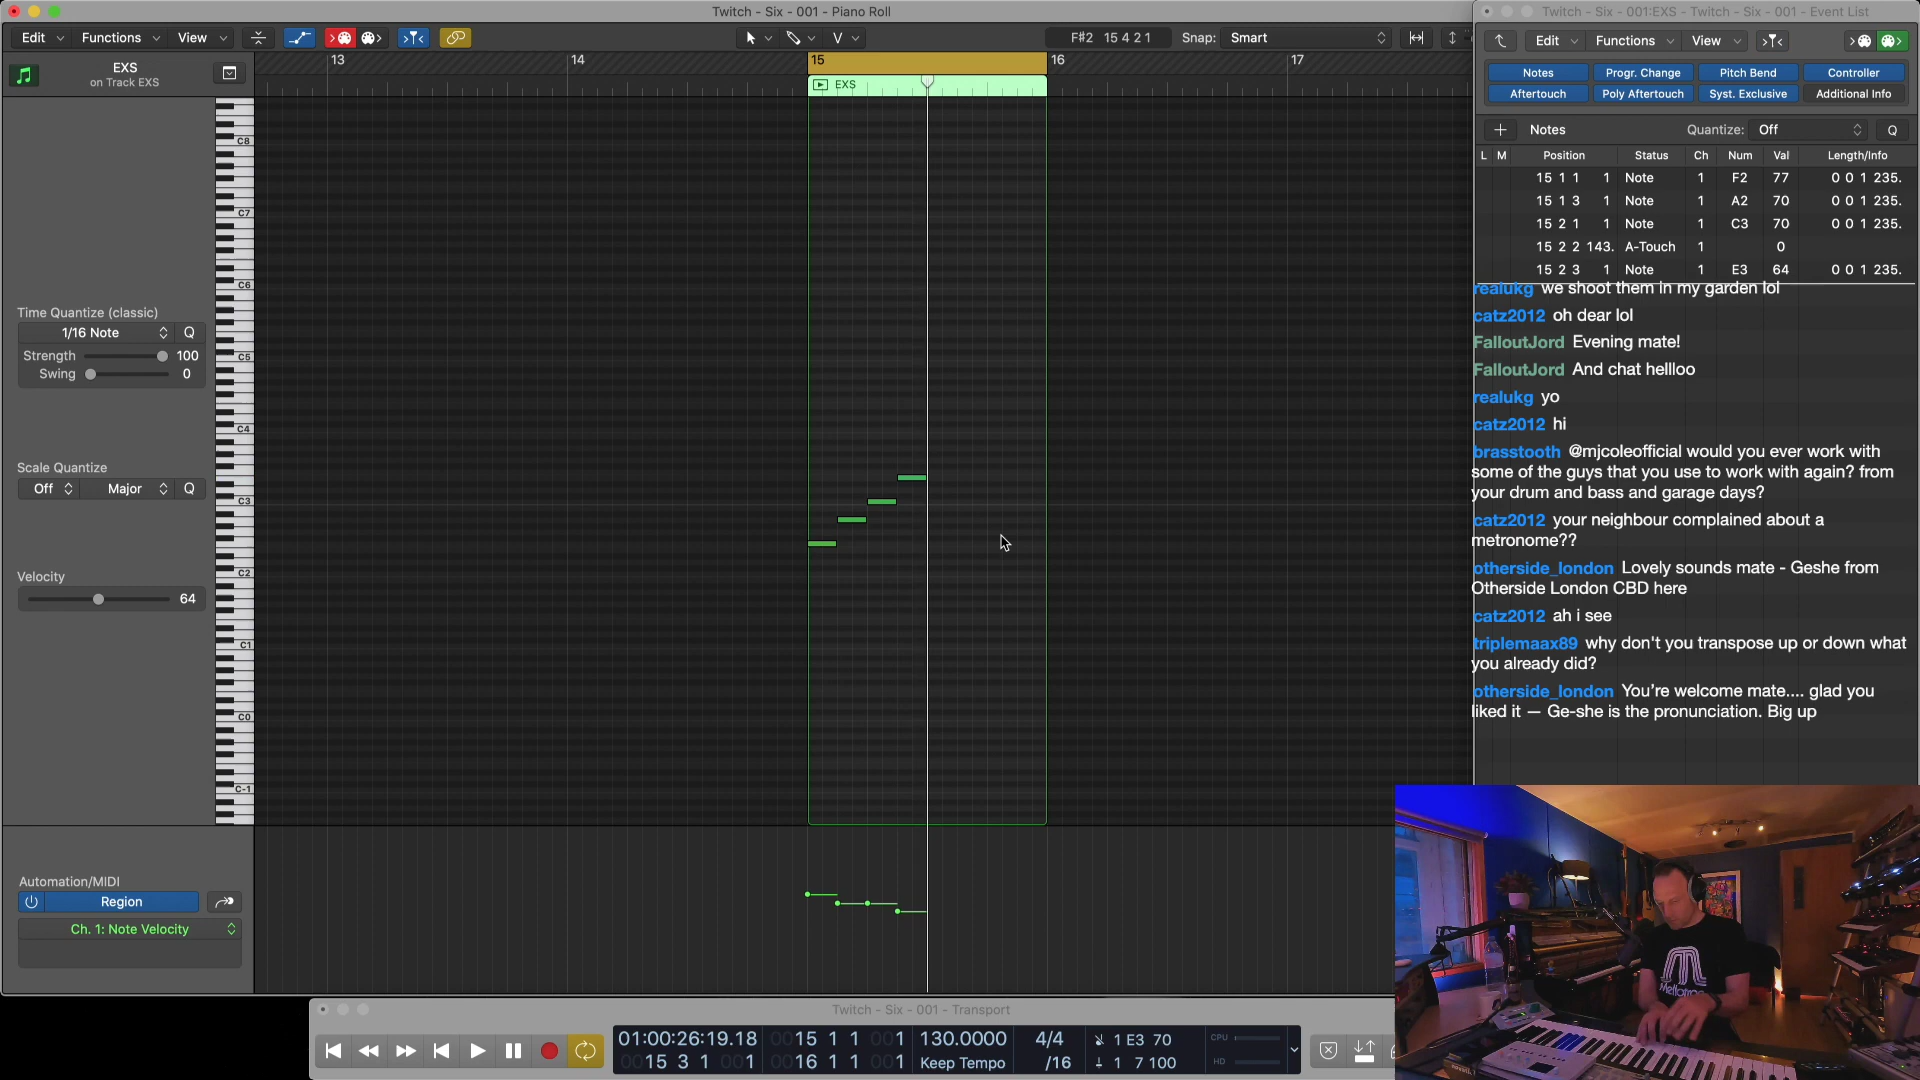 Twitch - Six - 001 - Piano Roll
Twitch - Six - 001:EXS - Twitch - Six - 001 - Event List
Edit Functions View
F#2 15 4 2 1 Snap: Smart
Edit Functions View
EXS
on Track EXS
13 14 15 16 17
EXS
Notes Progr. Change Pitch Bend Controller
Aftertouch Poly Aftertouch Syst. Exclusive Additional Info
Notes Quantize: Off Q
L M Position Status Ch Num Val Length/Info
15 1 1 1 Note 1 F2 77 0 0 1 235.
15 1 3 1 Note 1 A2 70 0 0 1 235.
15 2 1 1 Note 1 C3 70 0 0 1 235.
15 2 2 143. A-Touch 1 0
15 2 3 1 Note 1 E3 64 0 0 1 235.
C8
C7
C6
C5
C4
C3
C2
C1
C0
C-1
Time Quantize (classic)
1/16 Note Q
Strength 100
Swing 0
Scale Quantize
Off Major Q
Velocity
64
realukg we shoot them in my garden lol
catz2012 oh dear lol
FalloutJord Evening mate!
FalloutJord And chat hellloo
realukg yo
catz2012 hi
brasstooth @mjcoleofficial would you ever work with
some of the guys that you use to work with again? from
your drum and bass and garage days?
catz2012 your neighbour complained about a
metronome??
otherside_london Lovely sounds mate - Geshe from
Otherside London CBD here
catz2012 ah i see
triplemaax89 why don't you transpose up or down what
you already did?
otherside_london You're welcome mate.... glad you
liked it — Ge-she is the pronunciation. Big up
Automation/MIDI
Region
Ch. 1: Note Velocity
Twitch - Six - 001 - Transport
01:00:26:19.18 0015 1 1 001 130.0000 4/4 1 E3 70 CPU
0015 3 1 001 0016 1 1 001 Keep Tempo /16 1 7 100 HD
Mellotron